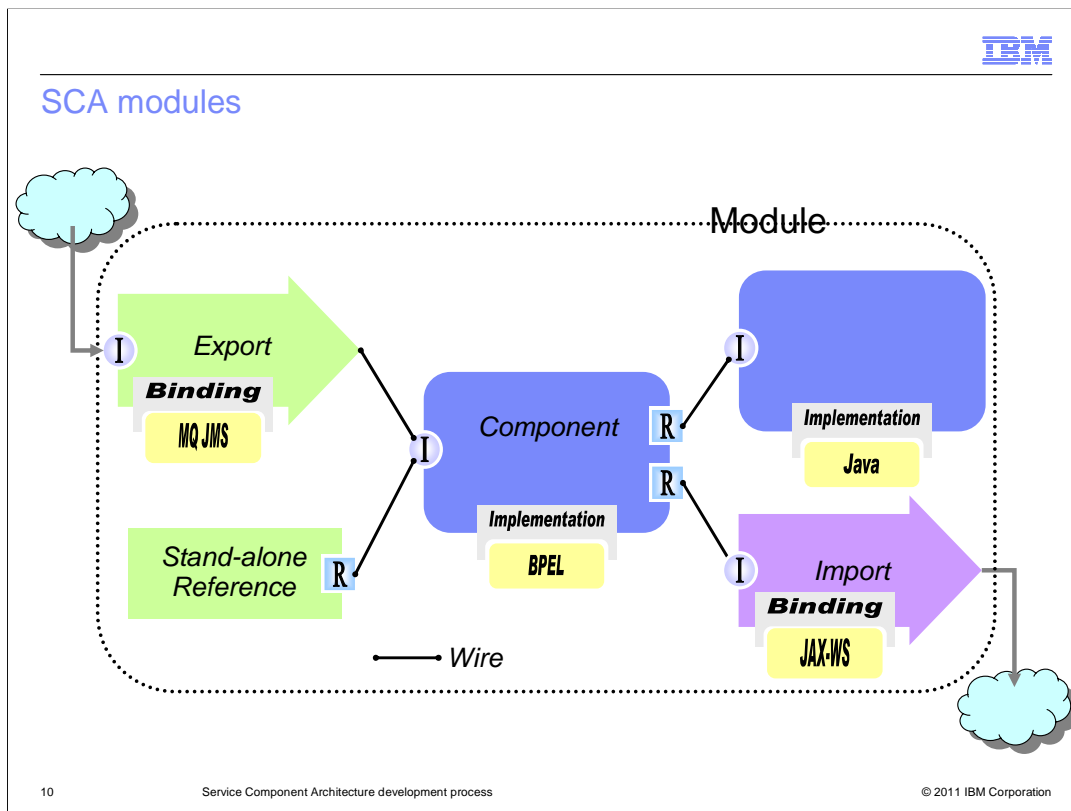 IBM
SCA modules
Module
Export
I
Binding
MQ JMS
Stand-alone
Reference
R
Component
I
R
R
Implementation
BPEL
I
Implementation
Java
I
Import
Binding
JAX-WS
Wire
10
Service Component Architecture development process
© 2011 IBM Corporation